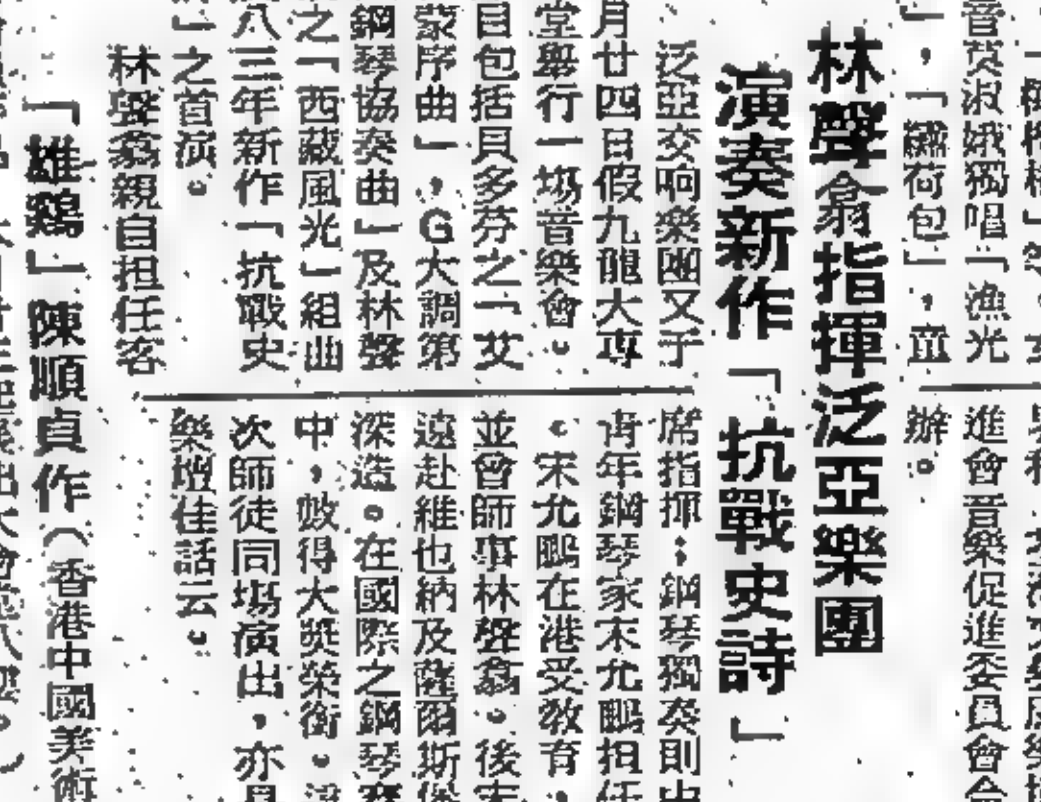 音黃淑娥獨唱「漁光
」，「繡荷包」，童
進會音樂促進委員會合
辦。
林聲翕指揮泛亞樂團
演奏新作「抗戰史詩」
泛亞交响樂團又于
月廿四日假九龍大專
堂舉行一場音樂會。
目包括貝多芬之「艾
蒙序曲」，G大調第
鋼琴協奏曲」及林聲
之「西藏風光」組曲
八三年新作「抗戰史
」之首演。
林聲翕親自担任客
席指揮；鋼琴獨奏則由
青年鋼琴家宋允鵬担任
。宋允鵬在港受教育，
並曾師事林聲翕。後宋
遠赴維也納及薩爾斯堡
深造。在國際之鋼琴賽
中，數得大獎榮銜。
次師徒同場演出，亦是
樂壇佳話云。
「雄鷄」陳順貞作（香港中國美術